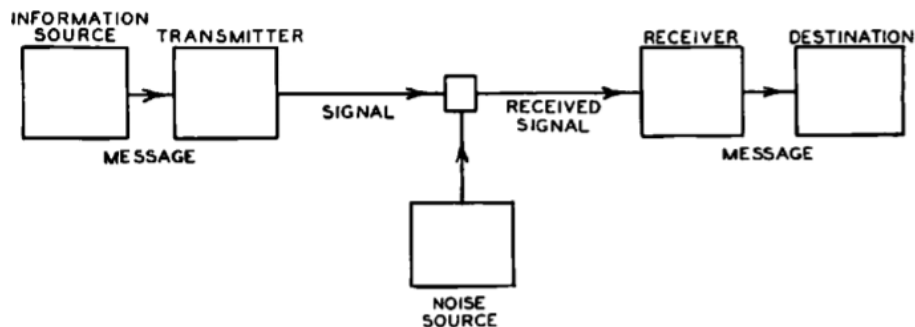 INFORMATION
SOURCE
TRANSMITTER
RECEIVER
DESTINATION
SIGNAL
RECEIVED
SIGNAL
MESSAGE
MESSAGE
NOISE
SOURCE